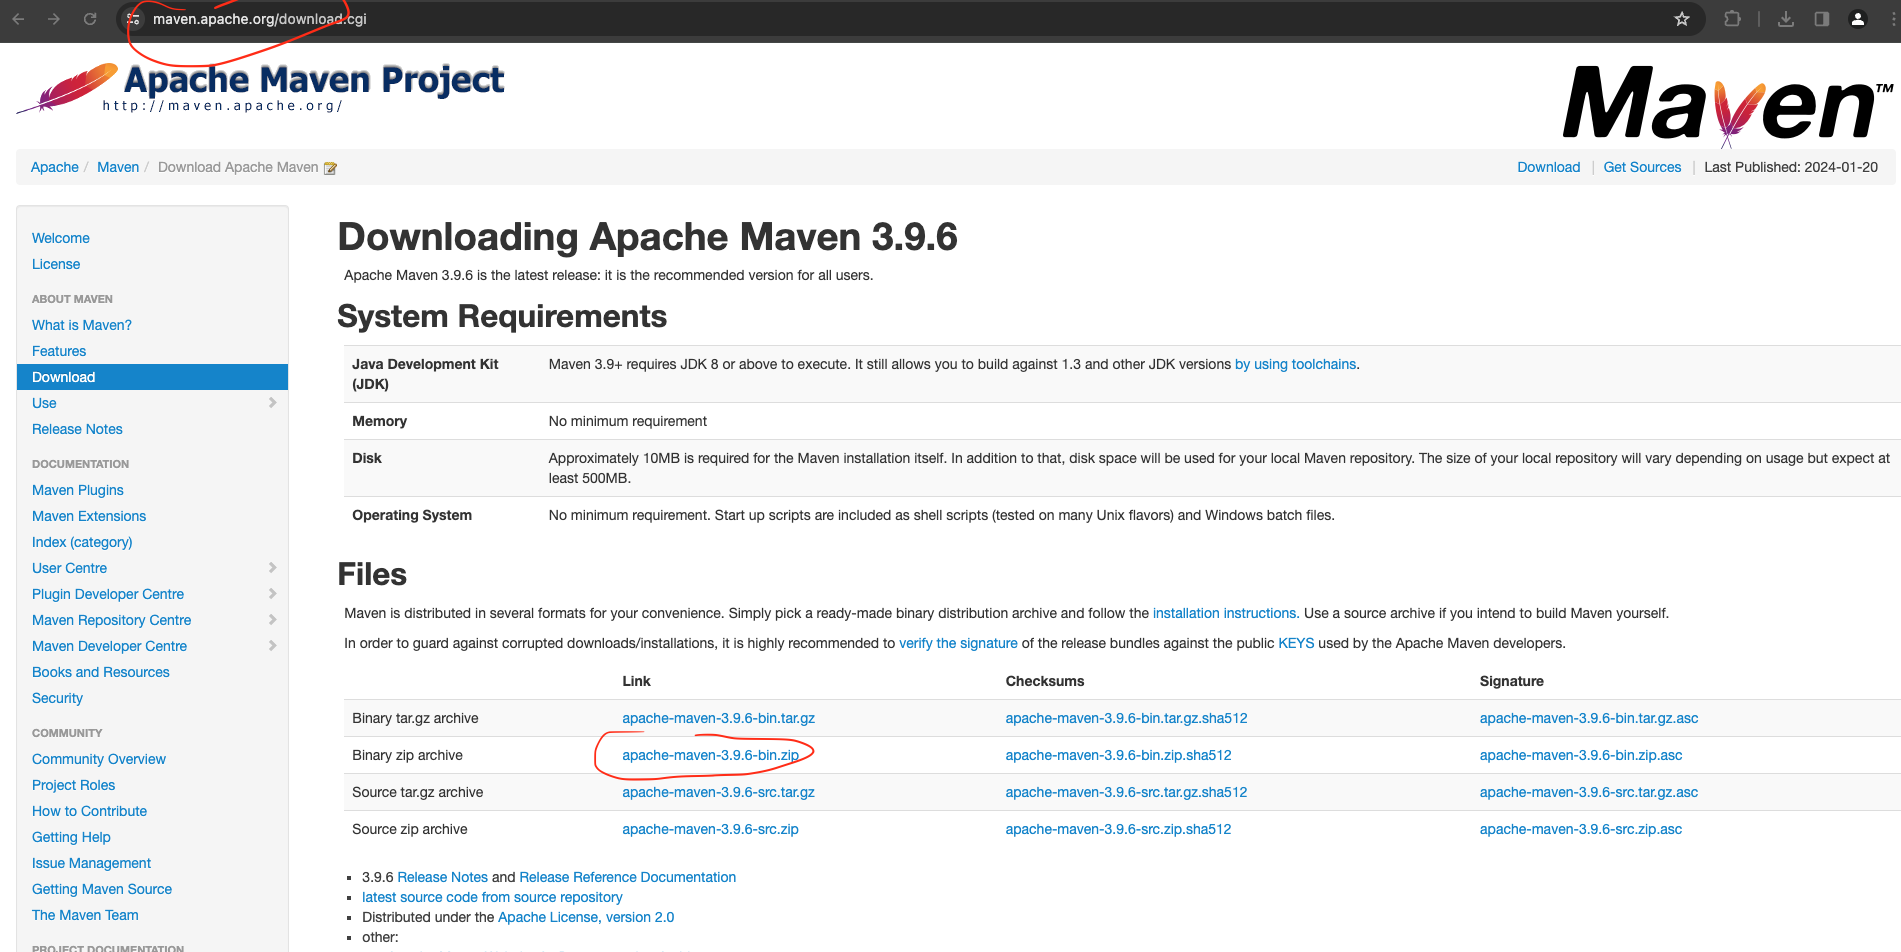 maven.apache.org/download.cgi
Apache Maven Project
http://maven.apache.org/
Maven™
Apache / Maven / Download Apache Maven
Download | Get Sources | Last Published: 2024-01-20
Welcome
License
ABOUT MAVEN
What is Maven?
Features
Download
Use
Release Notes
DOCUMENTATION
Maven Plugins
Maven Extensions
Index (category)
User Centre
Plugin Developer Centre
Maven Repository Centre
Maven Developer Centre
Books and Resources
Security
COMMUNITY
Community Overview
Project Roles
How to Contribute
Getting Help
Issue Management
Getting Maven Source
The Maven Team
PROJECT DOCUMENTATION
Downloading Apache Maven 3.9.6
Apache Maven 3.9.6 is the latest release: it is the recommended version for all users.
System Requirements
Java Development Kit (JDK) Maven 3.9+ requires JDK 8 or above to execute. It still allows you to build against 1.3 and other JDK versions by using toolchains.
Memory No minimum requirement
Disk Approximately 10MB is required for the Maven installation itself. In addition to that, disk space will be used for your local Maven repository. The size of your local repository will vary depending on usage but expect at
least 500MB.
Operating System No minimum requirement. Start up scripts are included as shell scripts (tested on many Unix flavors) and Windows batch files.
Files
Maven is distributed in several formats for your convenience. Simply pick a ready-made binary distribution archive and follow the installation instructions. Use a source archive if you intend to build Maven yourself.
In order to guard against corrupted downloads/installations, it is highly recommended to verify the signature of the release bundles against the public KEYS used by the Apache Maven developers.
Link Checksums Signature
Binary tar.gz archive apache-maven-3.9.6-bin.tar.gz apache-maven-3.9.6-bin.tar.gz.sha512 apache-maven-3.9.6-bin.tar.gz.asc
Binary zip archive apache-maven-3.9.6-bin.zip apache-maven-3.9.6-bin.zip.sha512 apache-maven-3.9.6-bin.zip.asc
Source tar.gz archive apache-maven-3.9.6-src.tar.gz apache-maven-3.9.6-src.tar.gz.sha512 apache-maven-3.9.6-src.tar.gz.asc
Source zip archive apache-maven-3.9.6-src.zip apache-maven-3.9.6-src.zip.sha512 apache-maven-3.9.6-src.zip.asc
3.9.6 Release Notes and Release Reference Documentation
latest source code from source repository
Distributed under the Apache License, version 2.0
other: